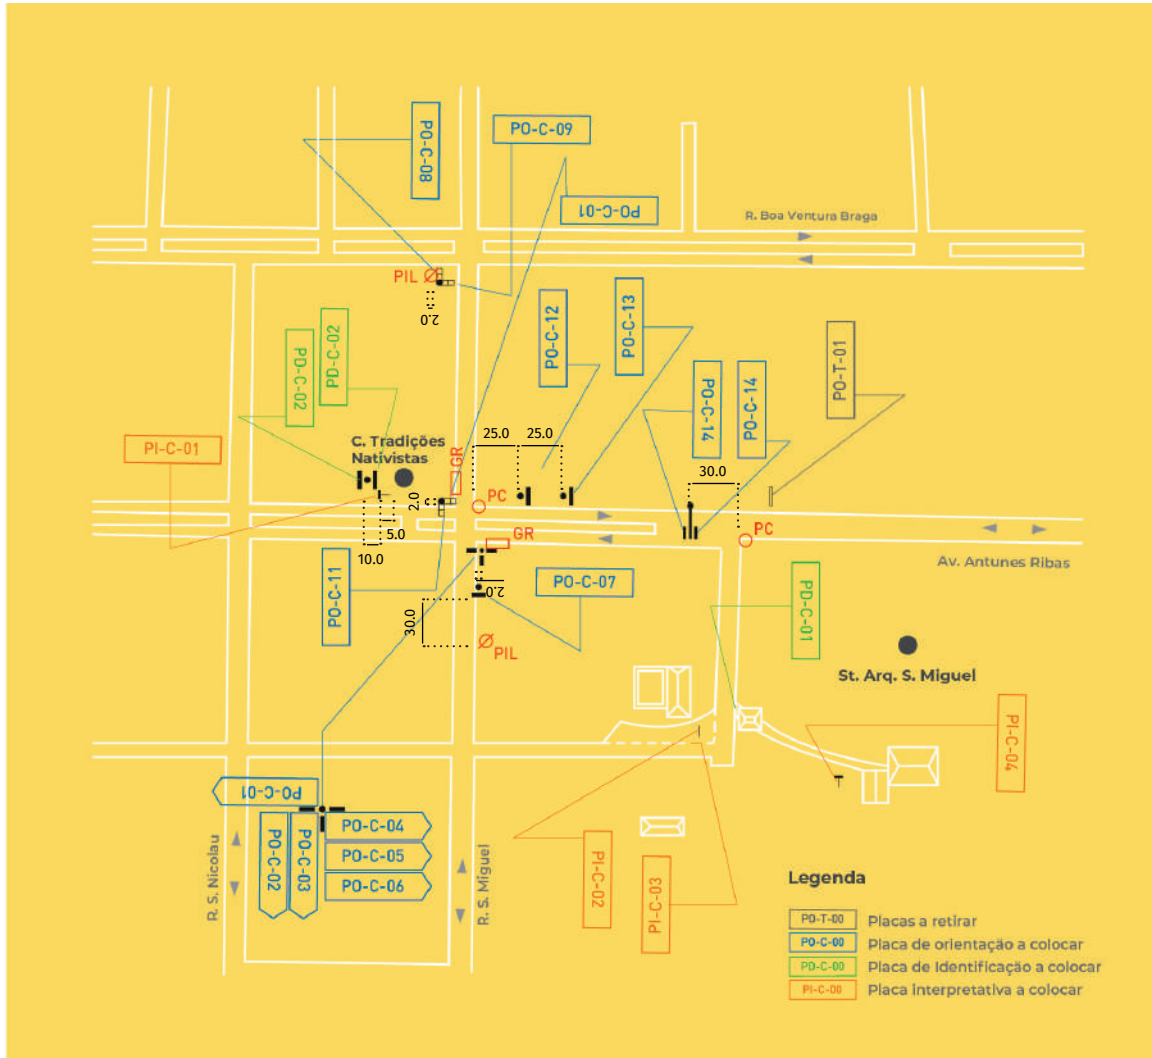 PO-C-09
PO-C-08
PO-C-01
R. Boa Ventura Braga
PIL
2.0
PO-C-12
PO-C-13
PD-C-02
PD-C-02
PO-C-14
PO-C-14
PO-T-01
PI-C-01
C. Tradições
Nativistas
GR
25.0
25.0
30.0
2.0
PC
5.0
10.0
GR
PC
Av. Antunes Ribas
PO-C-11
2.0
PO-C-07
30.0
PIL
PD-C-01
St. Arq. S. Miguel
PI-C-04
PO-C-01
PO-C-02
PO-C-03
PO-C-04
PO-C-05
PO-C-06
R. S. Nicolau
R. S. Miguel
PI-C-02
PI-C-03
Legenda
PO-T-00 Placas a retirar
PO-C-00 Placa de orientação a colocar
PD-C-00 Placa de Identificação a colocar
PI-C-00 Placa interpretativa a colocar